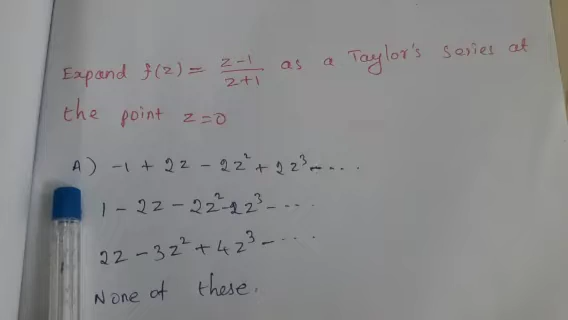 Expand f(z) = z-1/z+1 as a Taylor's series at
the point z=0
A) -1 + 2z - 2z² + 2z³ - ....
1 - 2z - 2z² - 2z³ - ....
2z - 3z² + 4z³ - ....
None of these.